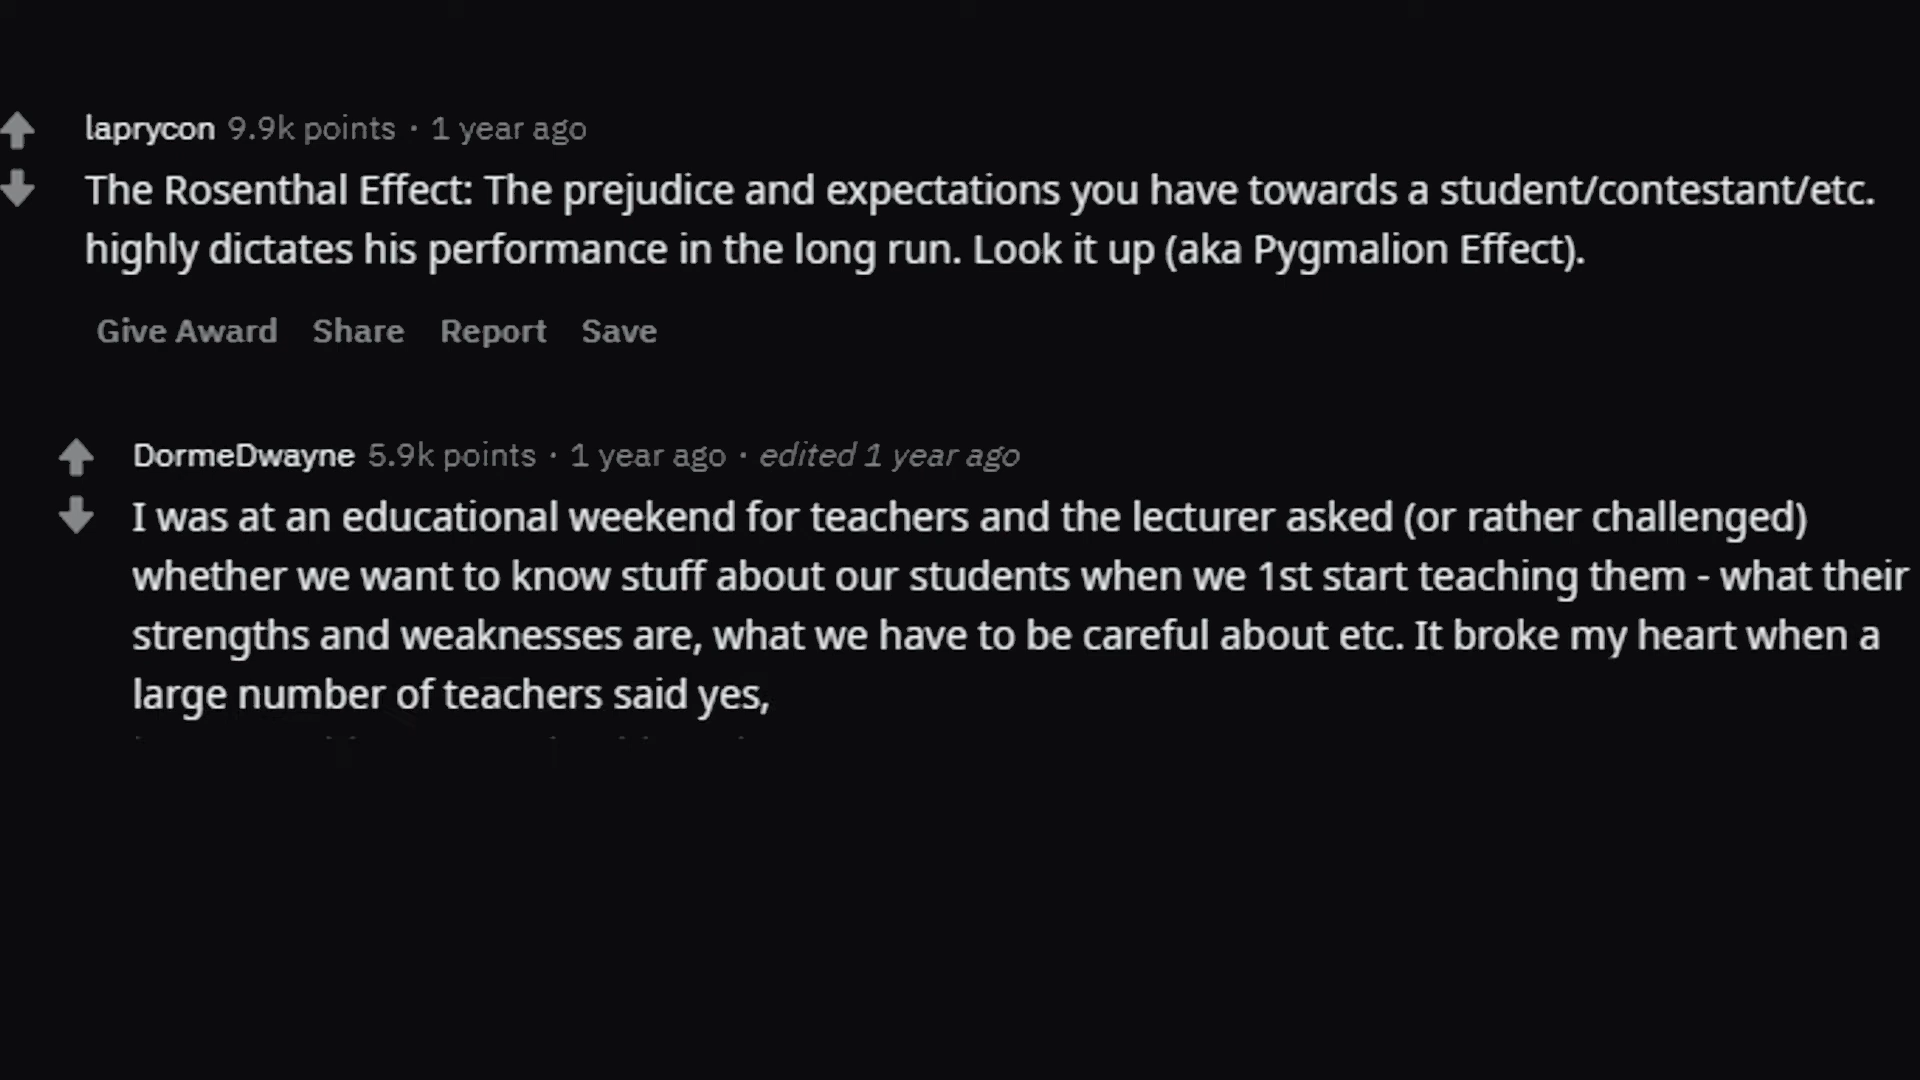 laprycon 9.9k points · 1 year ago
The Rosenthal Effect: The prejudice and expectations you have towards a student/contestant/etc.
highly dictates his performance in the long run. Look it up (aka Pygmalion Effect).
Give Award Share Report Save
DormeDwayne 5.9k points · 1 year ago · edited 1 year ago
I was at an educational weekend for teachers and the lecturer asked (or rather challenged)
whether we want to know stuff about our students when we 1st start teaching them - what their
strengths and weaknesses are, what we have to be careful about etc. It broke my heart when a
large number of teachers said yes,